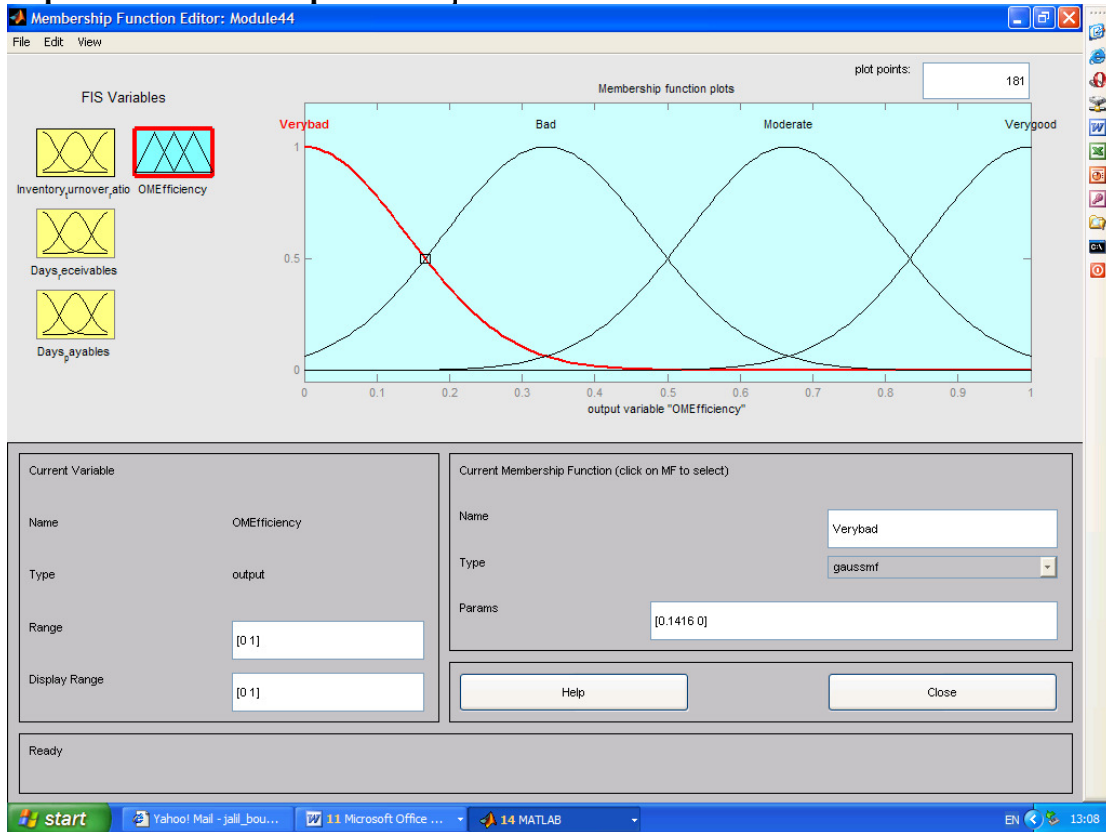 Membership Function Editor: Module44
File Edit View
FIS Variables
plot points:
181
Membership function plots
Verybad
Bad
Moderate
Verygood
1
0.5
0
0 0.1 0.2 0.3 0.4 0.5 0.6 0.7 0.8 0.9 1
output variable "OMEfficiency"
Inventory_turnover_ratio
OMEfficiency
Days_receivables
Days_payables
Current Variable
Name
OMEfficiency
Type
output
Range
[0 1]
Display Range
[0 1]
Current Membership Function (click on MF to select)
Name
Verybad
Type
gaussmf
Params
[0.1416 0]
Help
Close
Ready
start
Yahoo! Mail - jalil_bou...
11 Microsoft Office ...
14 MATLAB
EN
13:08